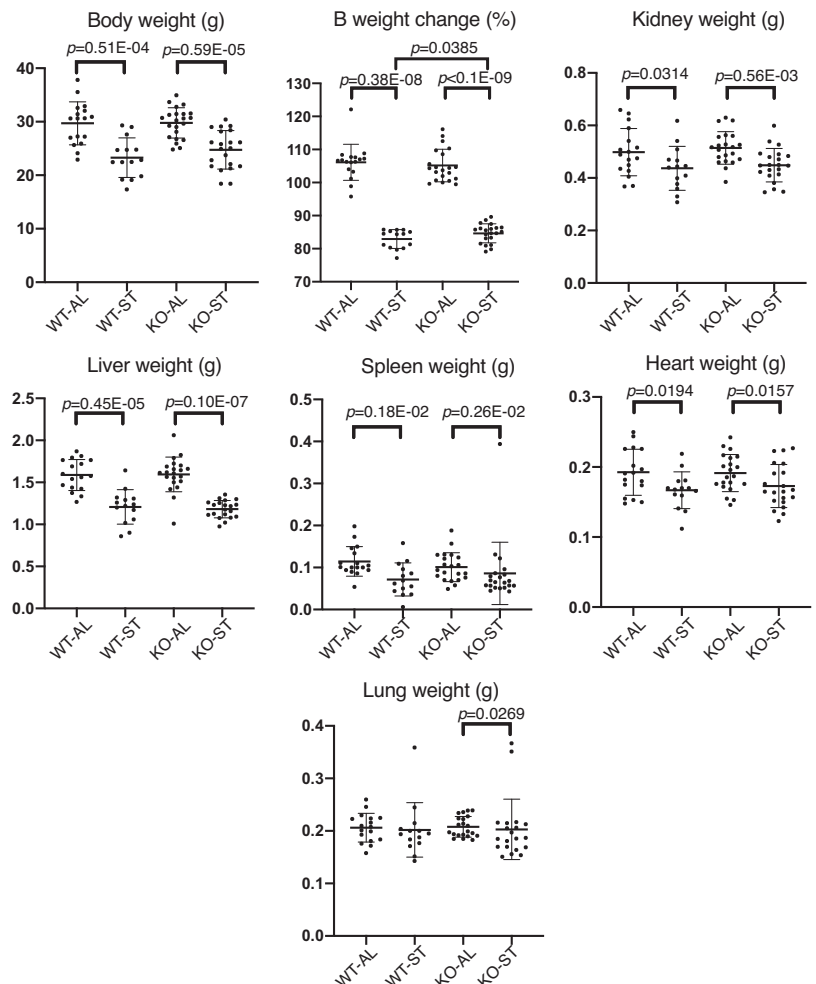 Body weight (g)
p=0.51E-04
p=0.59E-05
40
30
20
10
0
WT-AL
WT-ST
KO-AL
KO-ST
B weight change (%)
p=0.0385
p=0.38E-08
p<0.1E-09
130
120
110
100
90
80
70
WT-AL
WT-ST
KO-AL
KO-ST
Kidney weight (g)
p=0.0314
p=0.56E-03
0.8
0.6
0.4
0.2
0.0
WT-AL
WT-ST
KO-AL
KO-ST
Liver weight (g)
p=0.45E-05
p=0.10E-07
2.5
2.0
1.5
1.0
0.5
0.0
WT-AL
WT-ST
KO-AL
KO-ST
Spleen weight (g)
p=0.18E-02
p=0.26E-02
0.5
0.4
0.3
0.2
0.1
0.0
WT-AL
WT-ST
KO-AL
KO-ST
Heart weight (g)
p=0.0194
p=0.0157
0.3
0.2
0.1
0.0
WT-AL
WT-ST
KO-AL
KO-ST
Lung weight (g)
p=0.0269
0.4
0.3
0.2
0.1
0.0
WT-AL
WT-ST
KO-AL
KO-ST